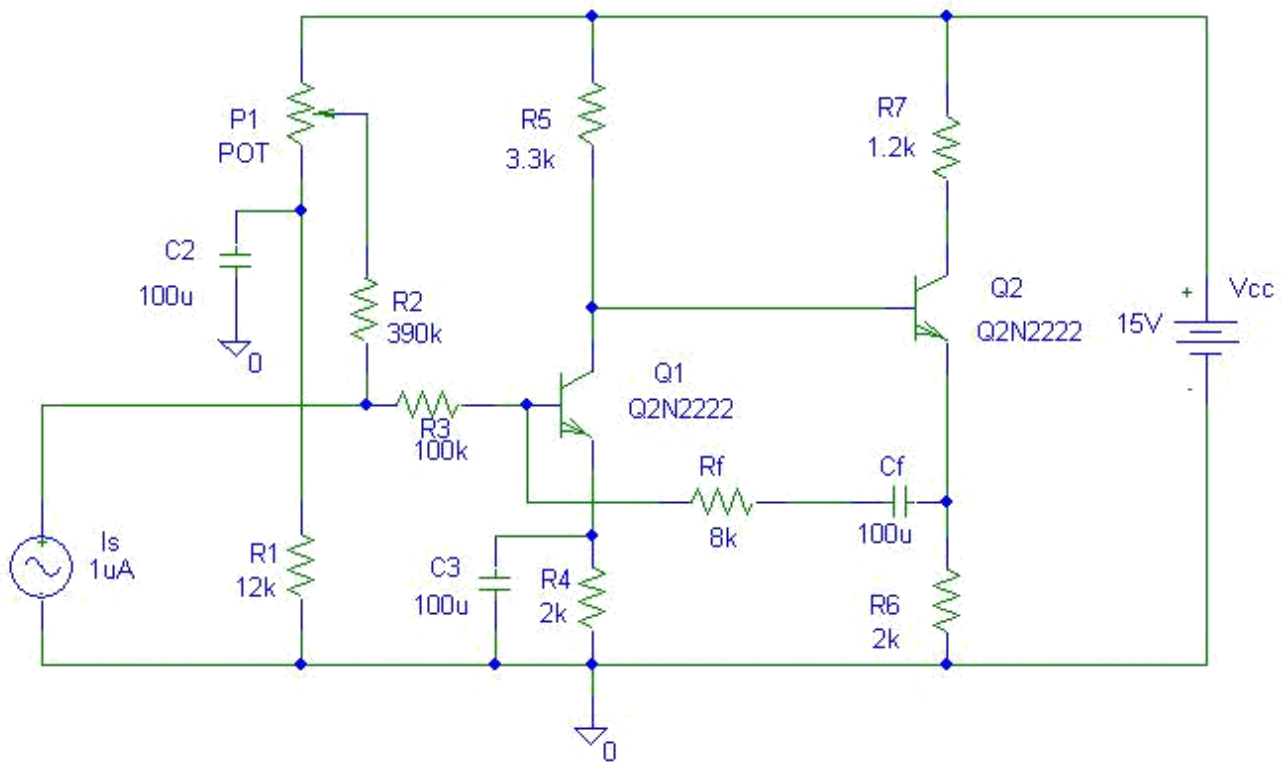 P1
POT
R5
3.3k
R7
1.2k
C2
100u
0
R2
390k
Q2
Q2N2222
+
Vcc
15V
-
Q1
Q2N2222
R3
100k
Rf
8k
Cf
100u
+
Is
1uA
-
R1
12k
C3
100u
R4
2k
R6
2k
0